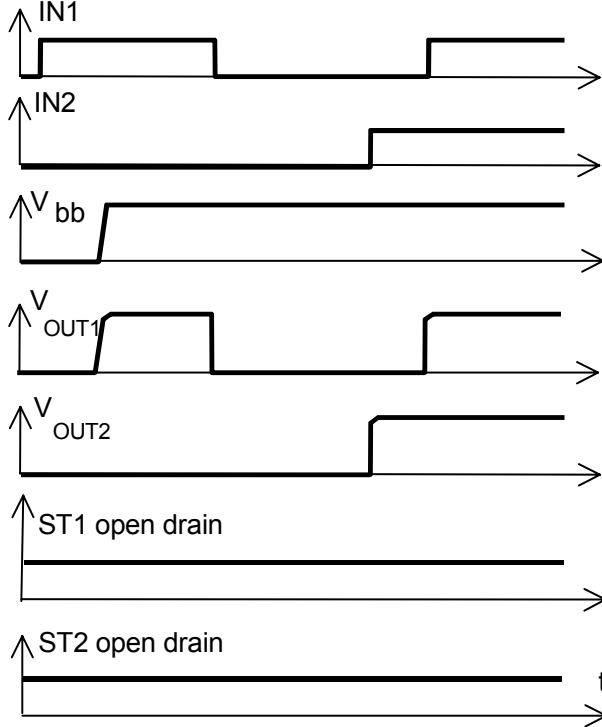 IN1
IN2
V bb
V OUT1
V OUT2
ST1 open drain
ST2 open drain
t